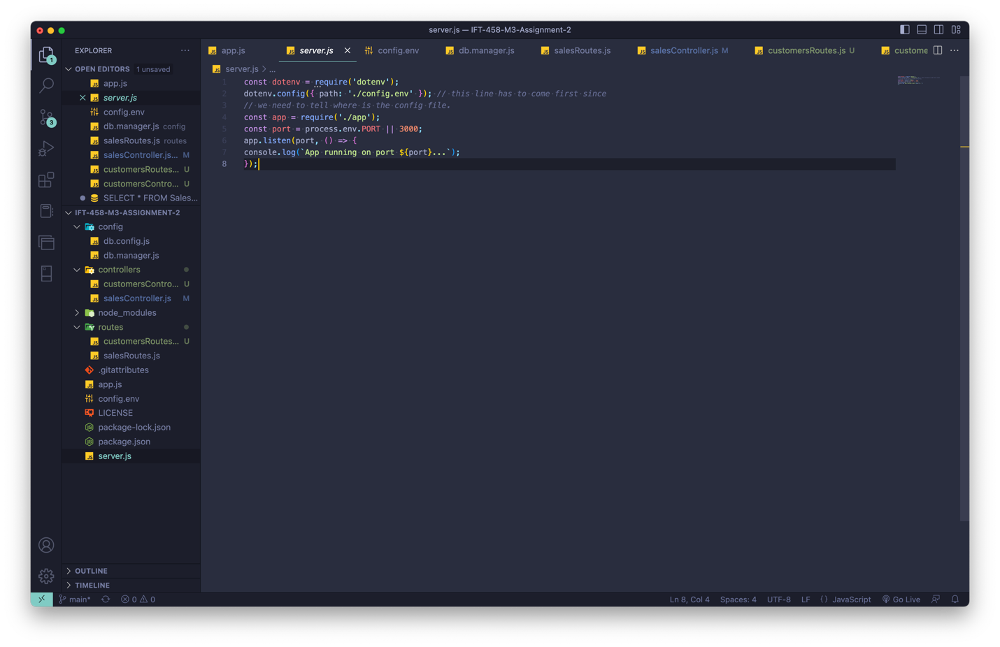 server.js — IFT-458-M3-Assignment-2
EXPLORER
OPEN EDITORS 1 unsaved
app.js
server.js
config.env
db.manager.js config
salesRoutes.js routes
salesController.js... M
customersRoutes... U
customersContro... U
SELECT * FROM Sales...
IFT-458-M3-ASSIGNMENT-2
config
db.config.js
db.manager.js
controllers
customersContro... U
salesController.js M
node_modules
routes
customersRoutes... U
salesRoutes.js
.gitattributes
app.js
config.env
LICENSE
package-lock.json
package.json
server.js
OUTLINE
TIMELINE
app.js server.js config.env db.manager.js salesRoutes.js salesController.js M customersRoutes.js U custome
server.js > ...
1 const dotenv = require('dotenv');
2 dotenv.config({ path: './config.env' }); // this line has to come first since
3 // we need to tell where is the config file.
4 const app = require('./app');
5 const port = process.env.PORT || 3000;
6 app.listen(port, () => {
7 console.log(`App running on port ${port}...`);
8 });
1
3
main* 0 0 Ln 8, Col 4 Spaces: 4 UTF-8 LF {} JavaScript Go Live